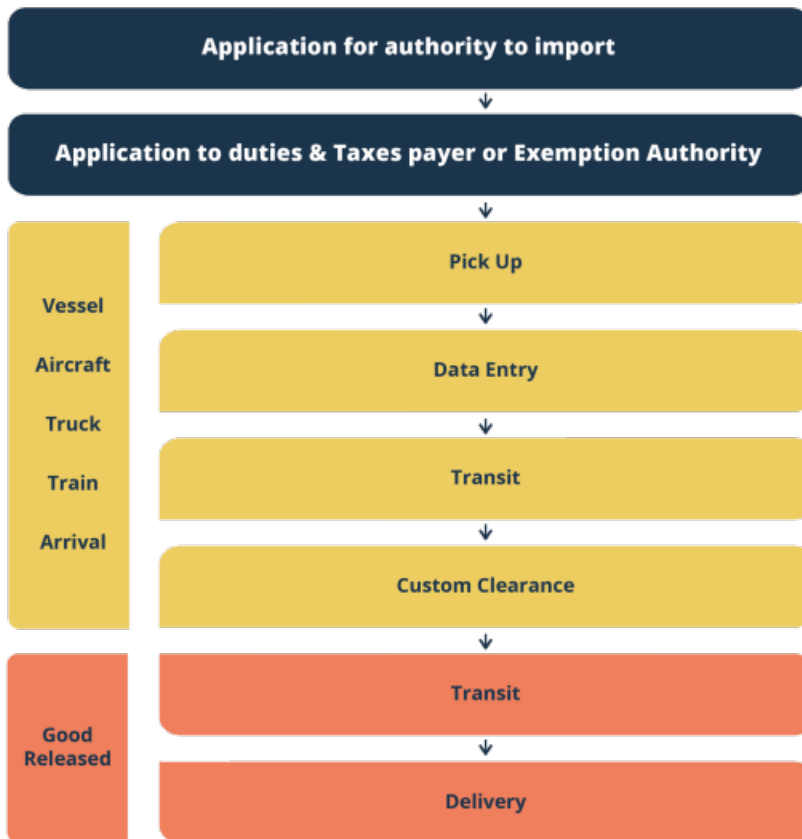 Application for authority to import
Application to duties & Taxes payer or Exemption Authority
Vessel
Aircraft
Truck
Train
Arrival
Pick Up
Data Entry
Transit
Custom Clearance
Good
Released
Transit
Delivery